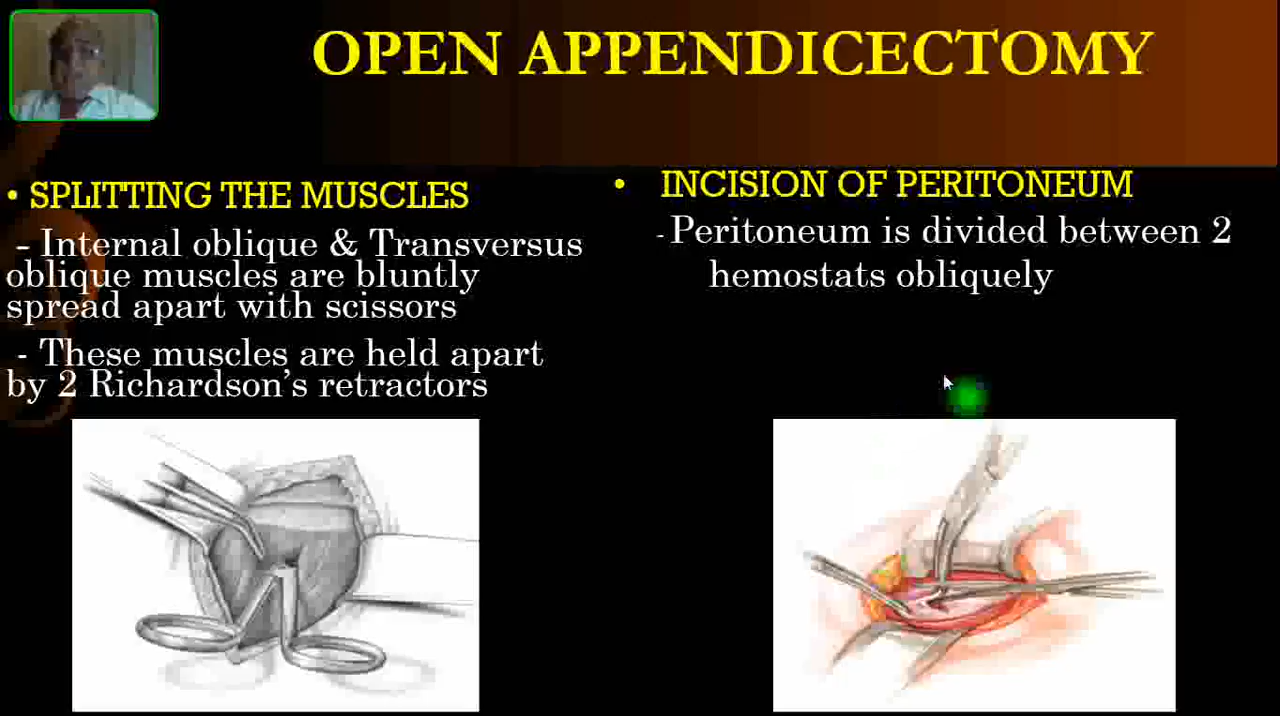 OPEN APPENDICECTOMY
• SPLITTING THE MUSCLES
- Internal oblique & Transversus
oblique muscles are bluntly
spread apart with scissors
- These muscles are held apart
by 2 Richardson’s retractors
• INCISION OF PERITONEUM
- Peritoneum is divided between 2
hemostats obliquely